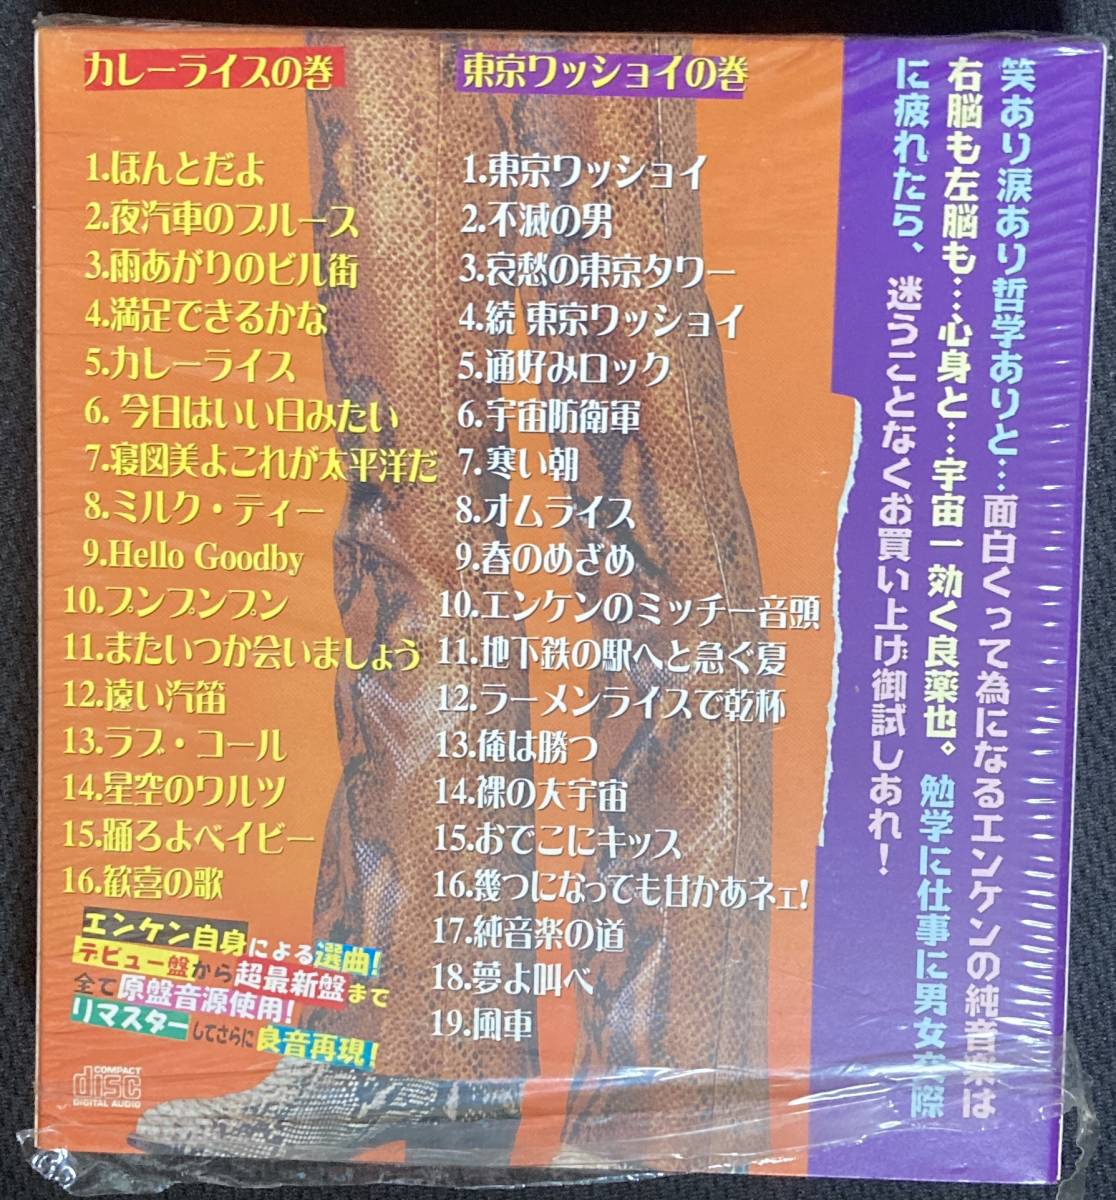 カレーライスの巻
1.ほんとだよ
2.夜汽車のブルース
3.雨あがりのビル街
4.満足できるかな
5.カレーライス
6. 今日はいい日みたい
7.寝図美よこれが太平洋だ
8.ミルク・ティー
9.Hello Goodby
10.プンプンプン
11.またいつか会いましょう
12.遠い汽笛
13.ラブ・コール
14.星空のワルツ
15.踊ろよベイビー
16.歓喜の歌
エンケン自身による選曲!
デビュー盤から超最新盤まで
全て原盤音源使用!
リマスターしてさらに良音再現!
COMPACT
disc
DIGITAL AUDIO
東京ワッショイの巻
1.東京ワッショイ
2.不滅の男
3.哀愁の東京タワー
4.続 東京ワッショイ
5.通好みロック
6.宇宙防衛軍
7.寒い朝
8.オムライス
9.春のめざめ
10.エンケンのミッチー音頭
11.地下鉄の駅へと急ぐ夏
12.ラーメンライスで乾杯
13.俺は勝つ
14.裸の大宇宙
15.おでこにキッス
16.幾つになっても甘かあネェ!
17.純音楽の道
18.夢よ叫べ
19.風車
笑あり涙あり哲学ありと…面白くって為になるエンケンの純音楽は
右脳も左脳も…心身と…宇宙一効く良薬也。勉学に仕事に男女交際
に疲れたら、迷うことなくお買い上げ御試しあれ!